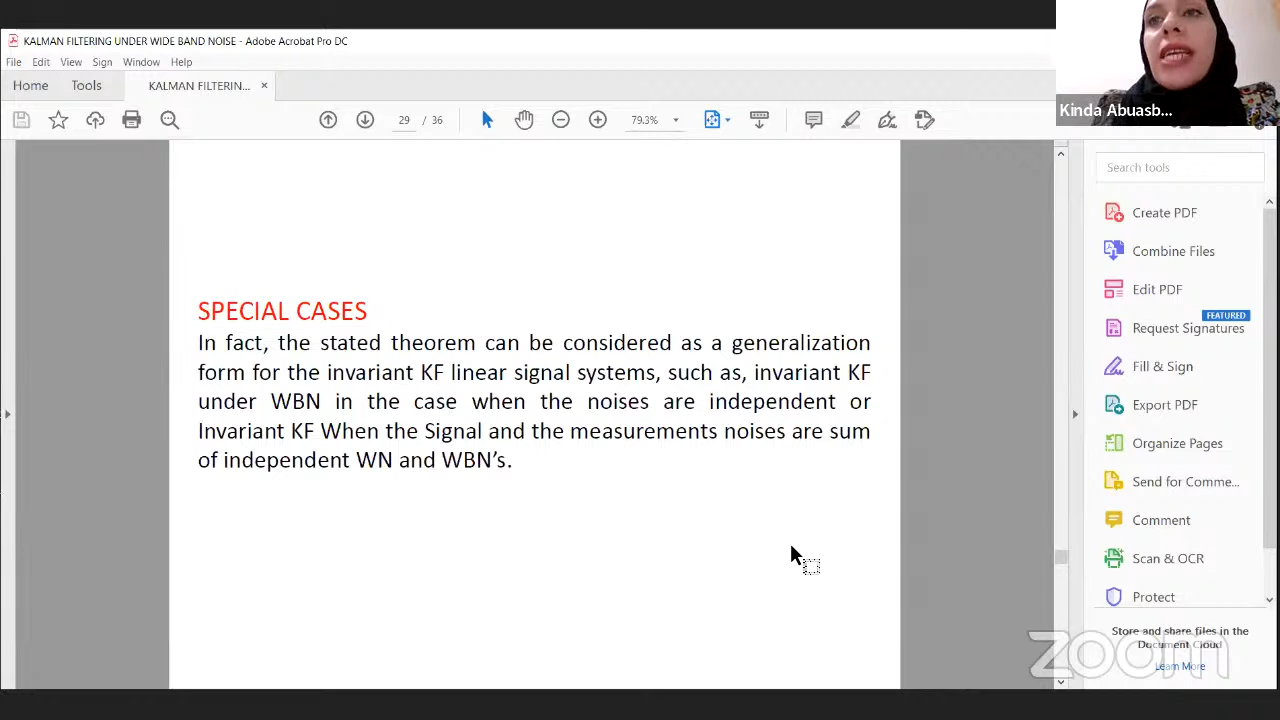 KALMAN FILTERING UNDER WIDE BAND NOISE - Adobe Acrobat Pro DC
File Edit View Sign Window Help
Home Tools KALMAN FILTERIN... ×
29 / 36 79.3%
Kinda Abuasb...
Search tools
Create PDF
Combine Files
Edit PDF
FEATURED
Request Signatures
Fill & Sign
Export PDF
Organize Pages
Send for Comme...
Comment
Scan & OCR
Protect
Store and share files in the
Document Cloud
Learn More
SPECIAL CASES
In fact, the stated theorem can be considered as a generalization
form for the invariant KF linear signal systems, such as, invariant KF
under WBN in the case when the noises are independent or
Invariant KF When the Signal and the measurements noises are sum
of independent WN and WBN’s.
zoom